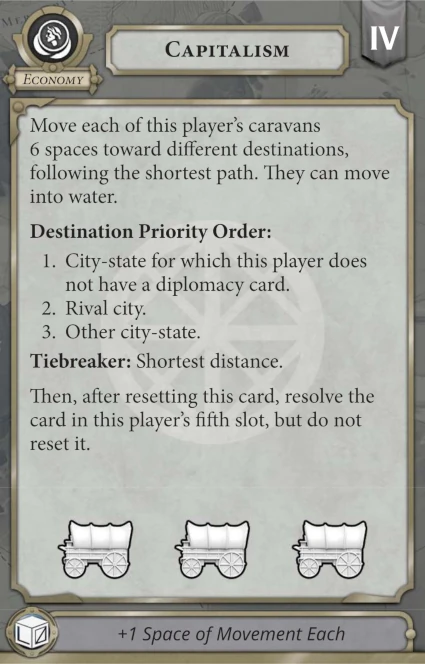 CAPITALISM
IV
ECONOMY
Move each of this player's caravans
6 spaces toward different destinations,
following the shortest path. They can move
into water.
Destination Priority Order:
1. City-state for which this player does
not have a diplomacy card.
2. Rival city.
3. Other city-state.
Tiebreaker: Shortest distance.
Then, after resetting this card, resolve the
card in this player's fifth slot, but do not
reset it.
+1 Space of Movement Each